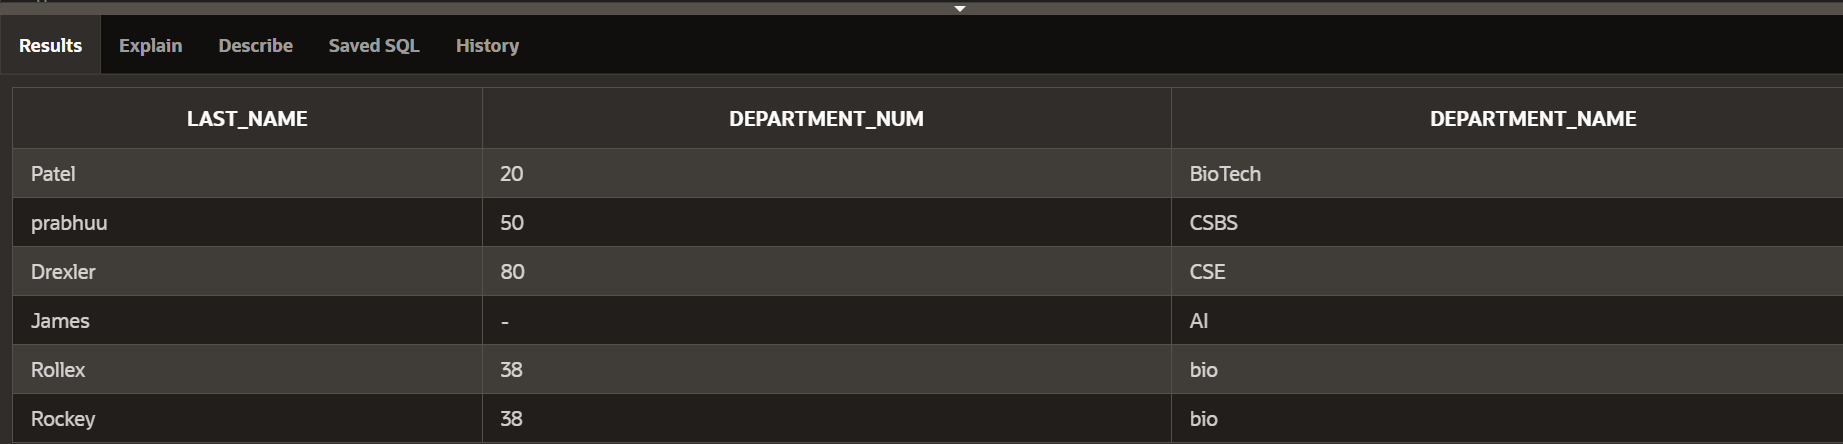 Results Explain Describe Saved SQL History
LAST_NAME DEPARTMENT_NUM DEPARTMENT_NAME
Patel 20 BioTech
prabhuu 50 CSBS
Drexler 80 CSE
James - AI
Rollex 38 bio
Rockey 38 bio